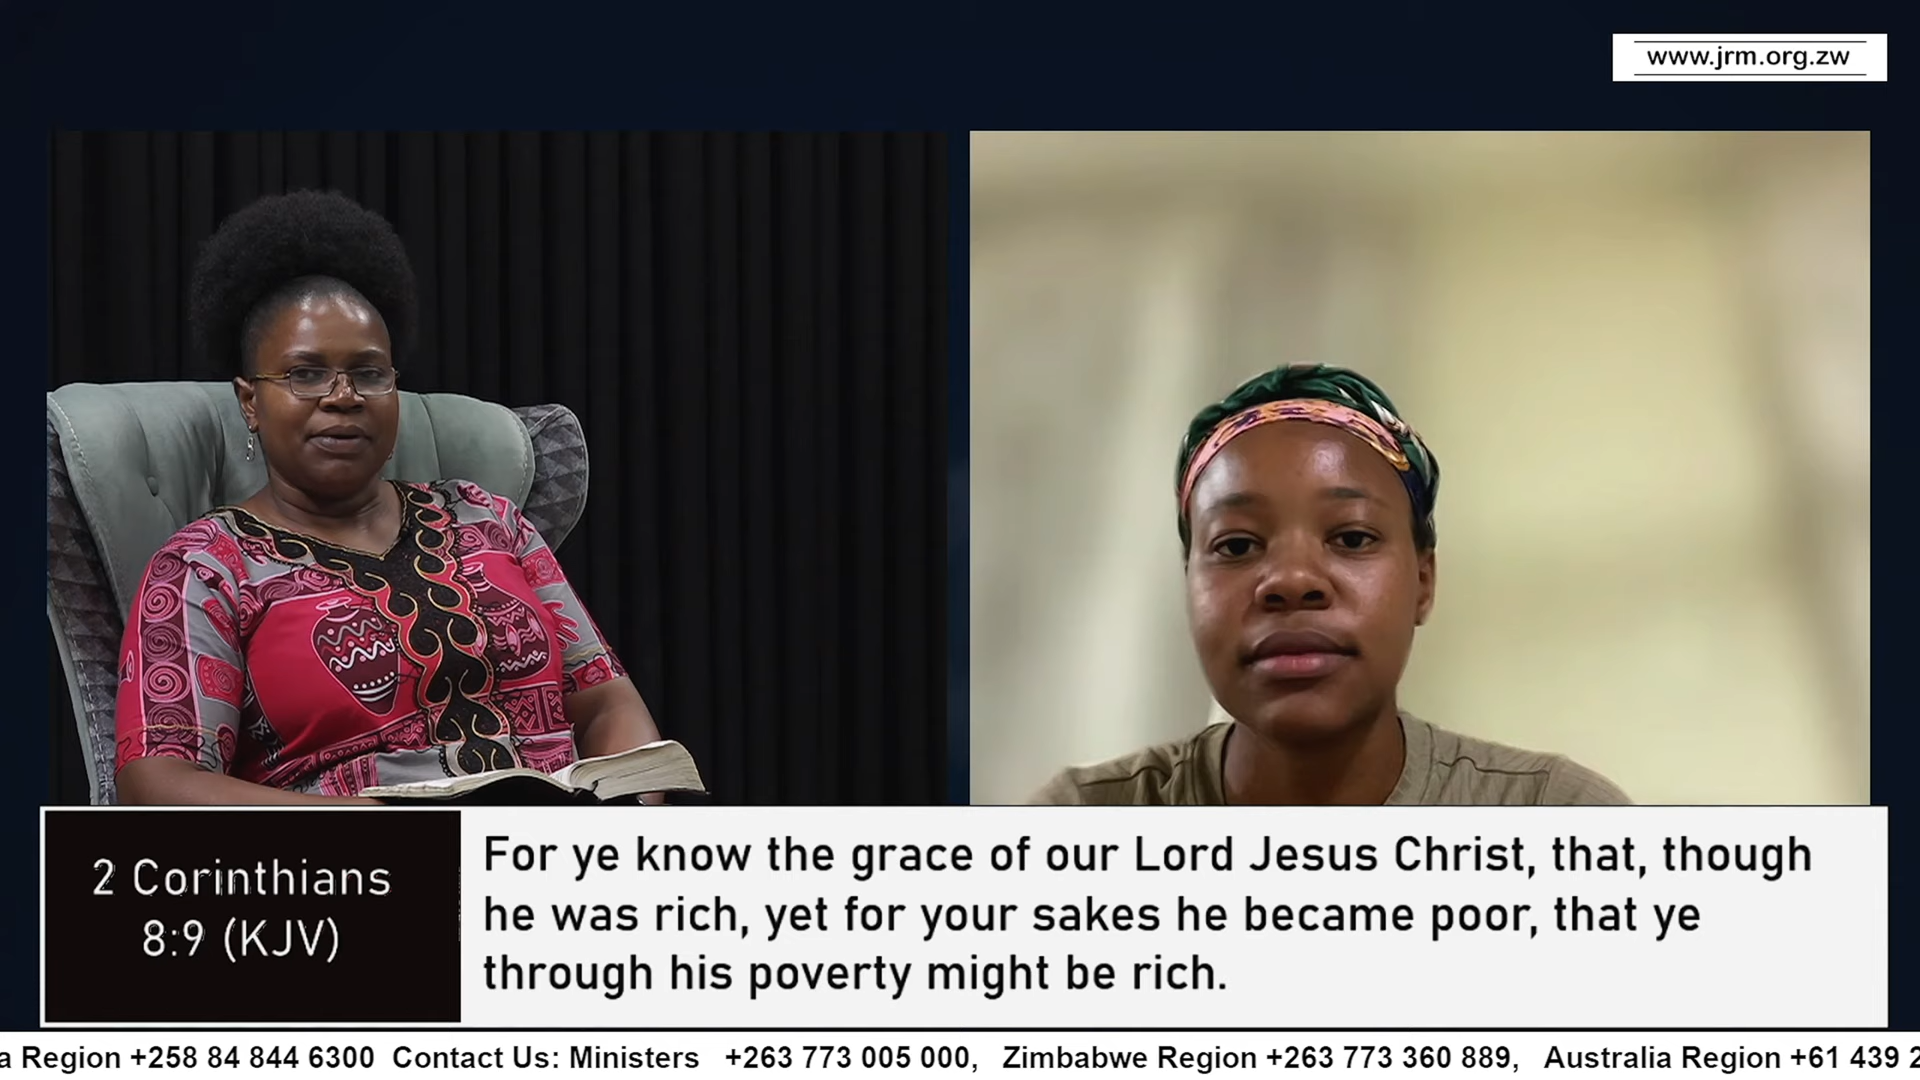 www.jrm.org.zw
2 Corinthians
8:9 (KJV)
For ye know the grace of our Lord Jesus Christ, that, though
he was rich, yet for your sakes he became poor, that ye
through his poverty might be rich.
a Region +258 84 844 6300 Contact Us: Ministers +263 773 005 000, Zimbabwe Region +263 773 360 889, Australia Region +61 439 2